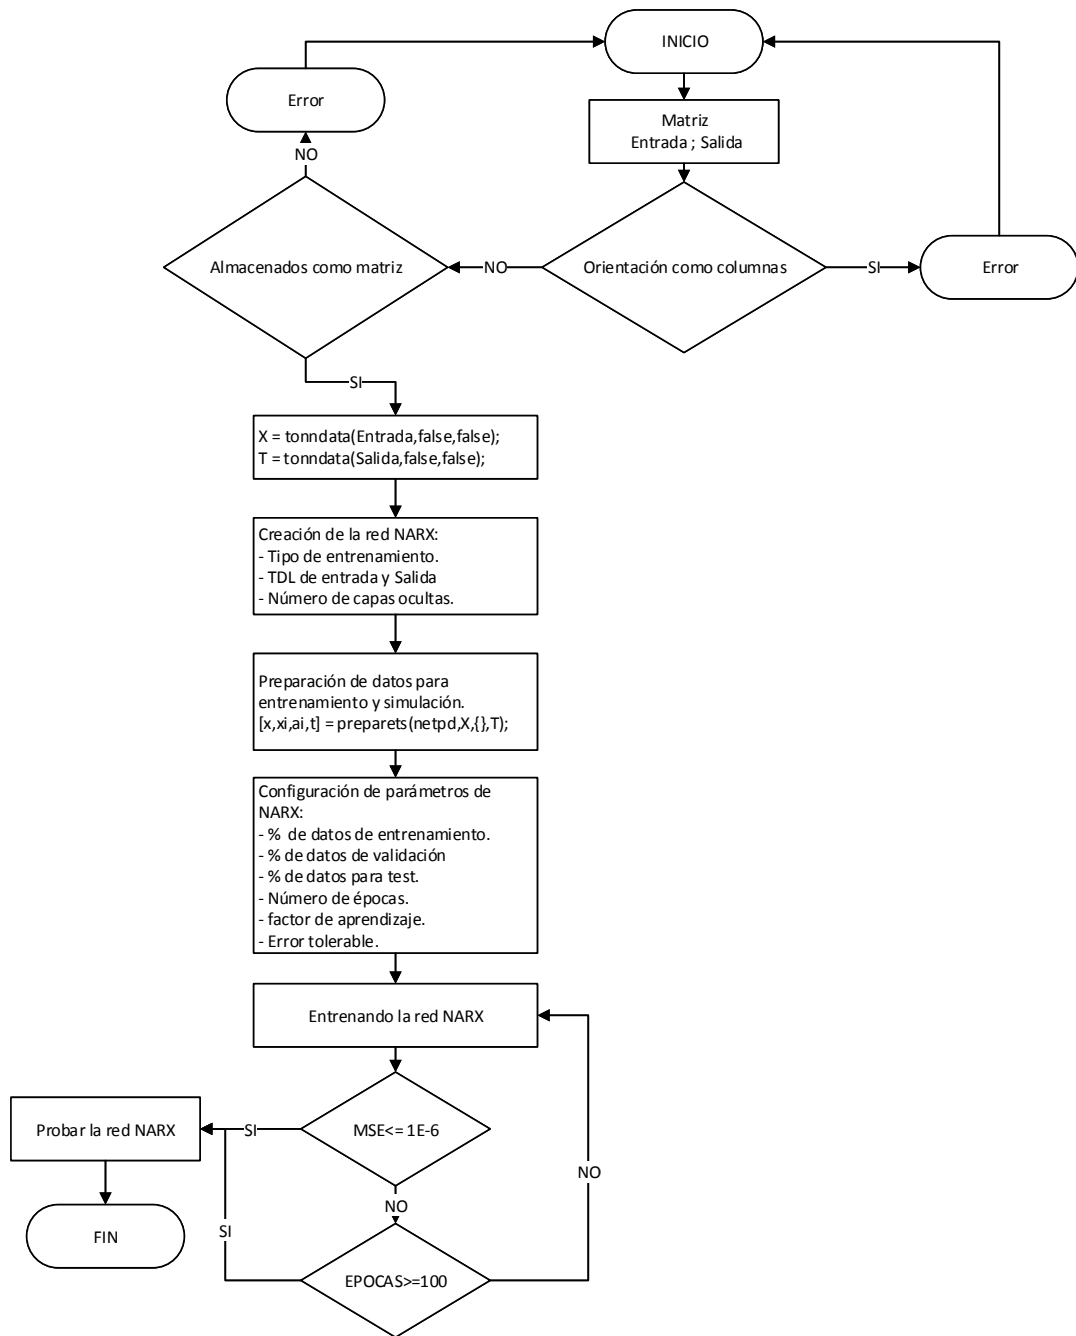 INICIO
Error
Matriz
Entrada ; Salida
NO
Almacenados como matriz
NO
Orientación como columnas
SI
Error
SI
X = tonndata(Entrada,false,false);
T = tonndata(Salida,false,false);
Creación de la red NARX:
- Tipo de entrenamiento.
- TDL de entrada y Salida
- Número de capas ocultas.
Preparación de datos para
entrenamiento y simulación.
[x,xi,ai,t] = preparets(netpd,X,{},T);
Configuración de parámetros de
NARX:
- % de datos de entrenamiento.
- % de datos de validación
- % de datos para test.
- Número de épocas.
- factor de aprendizaje.
- Error tolerable.
Entrenando la red NARX
Probar la red NARX
SI
MSE<= 1E-6
NO
NO
SI
FIN
EPOCAS>=100